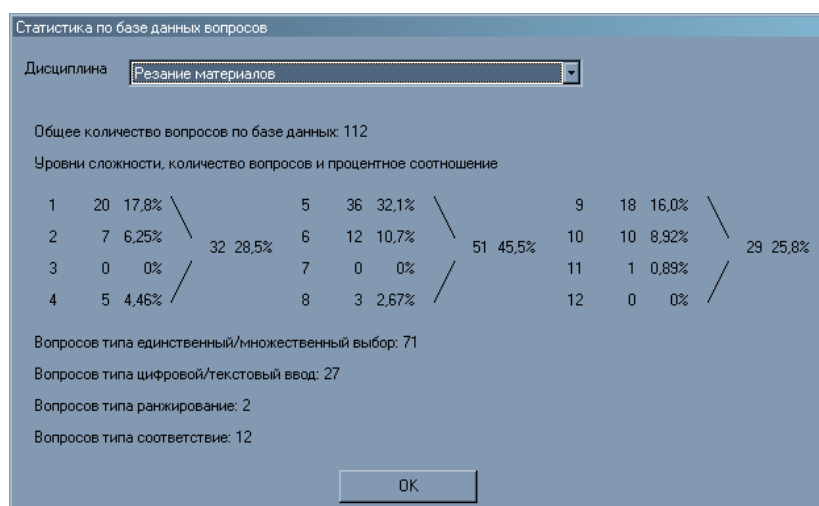 Статистика по базе данных вопросов
Дисциплина Резание материалов
Общее количество вопросов по базе данных: 112
Уровни сложности, количество вопросов и процентное соотношение
1 20 17,8% 5 36 32,1% 9 18 16,0%
2 7 6,25% 6 12 10,7% 10 10 8,92%
32 28,5% 51 45,5% 29 25,8%
3 0 0% 7 0 0% 11 1 0,89%
4 5 4,46% 8 3 2,67% 12 0 0%
Вопросов типа единственный/множественный выбор: 71
Вопросов типа цифровой/текстовый ввод: 27
Вопросов типа ранжирование: 2
Вопросов типа соответствие: 12
OK